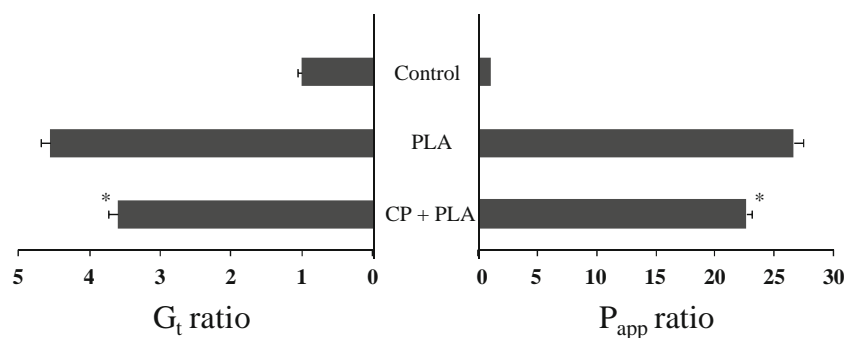 Control
PLA
* CP + PLA *
5 4 3 2 1 0 0 5 10 15 20 25 30
Gt ratio Papp ratio